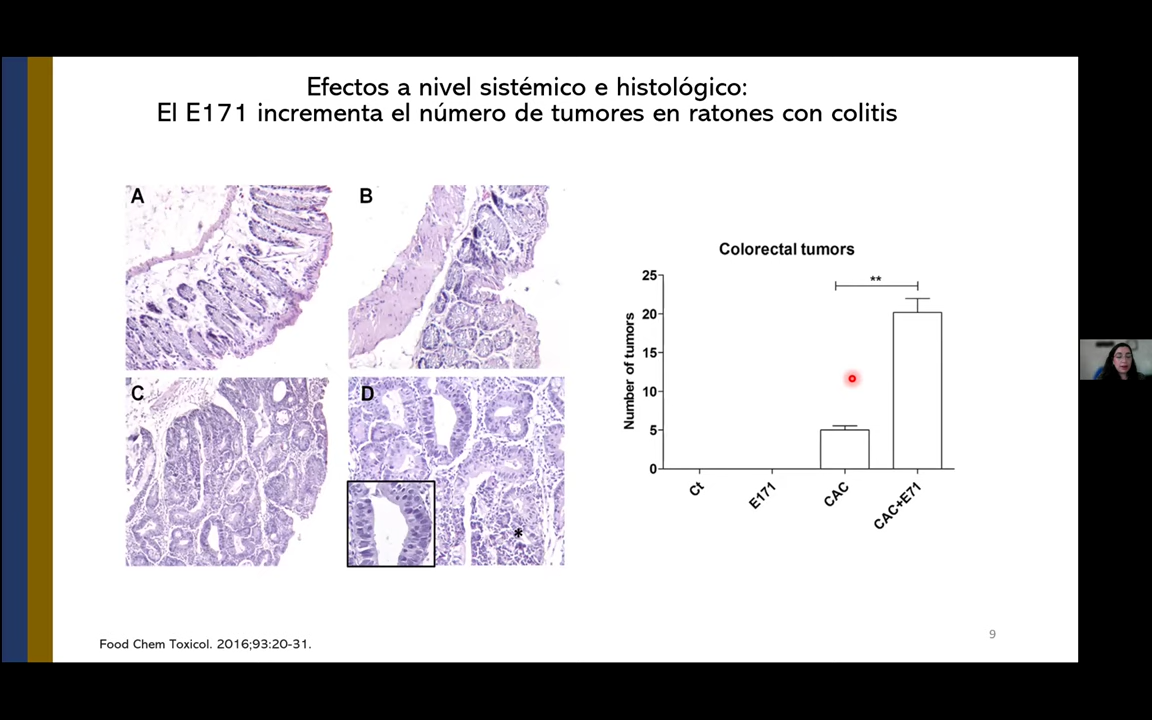 Efectos a nivel sistémico e histológico:
El E171 incrementa el número de tumores en ratones con colitis
A
B
C
D
*
Colorectal tumors
**
25
20
15
10
5
0
Number of tumors
Ct
E171
CAC
CAC+E71
Food Chem Toxicol. 2016;93:20-31.
9